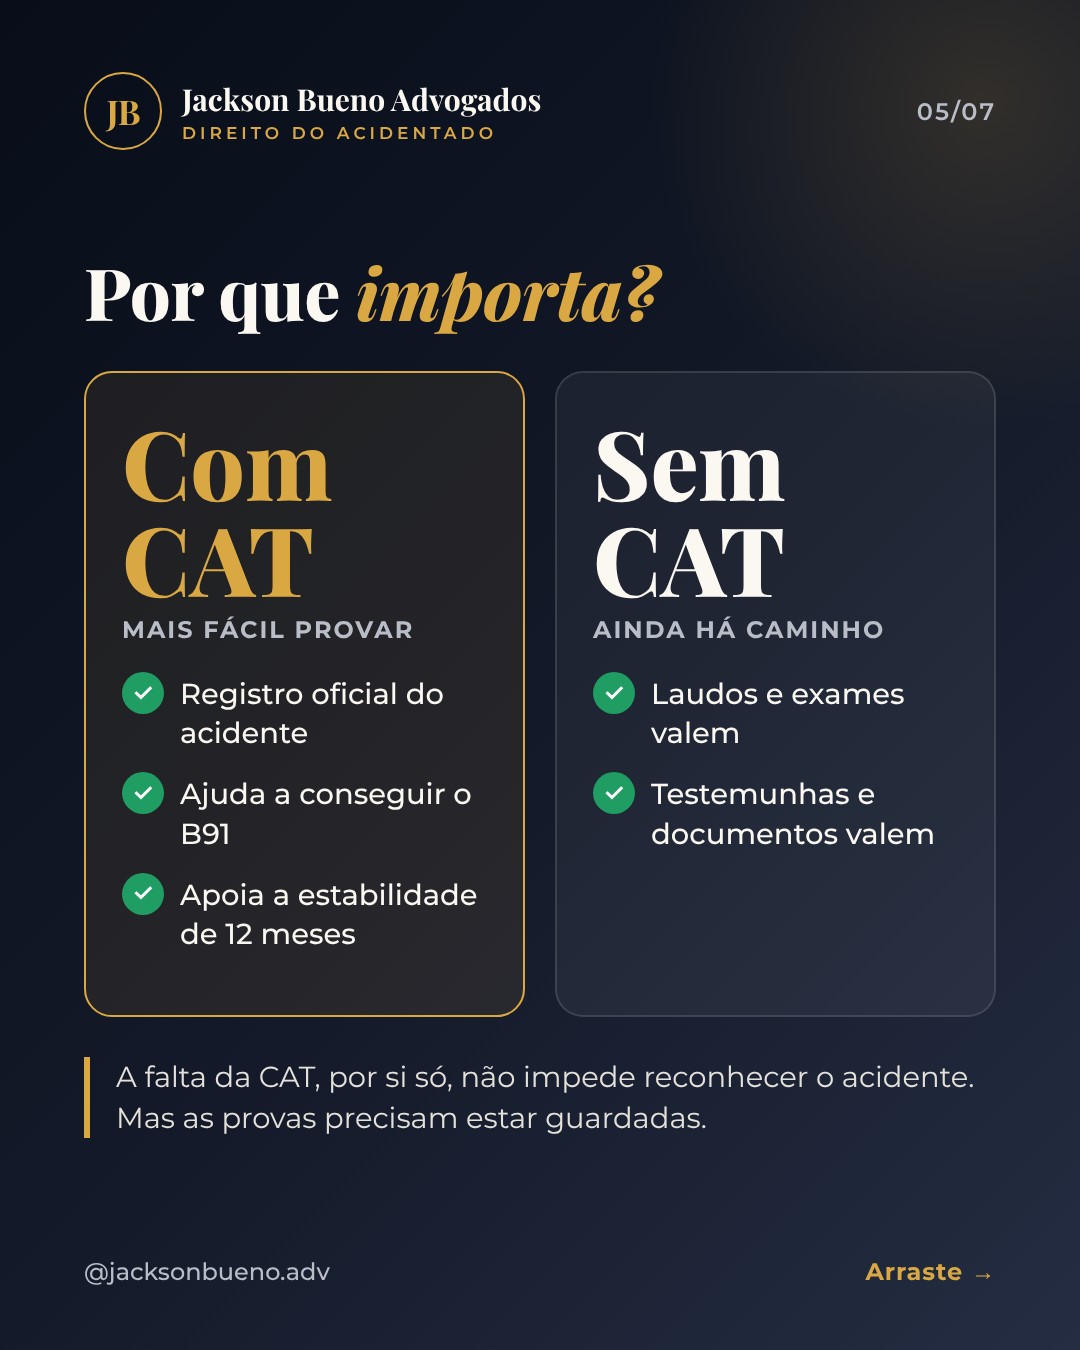 JB
Jackson Bueno Advogados
DIREITO DO ACIDENTADO
05/07
Por que importa?
Com
CAT
MAIS FÁCIL PROVAR
Registro oficial do
acidente
Ajuda a conseguir o
B91
Apoia a estabilidade
de 12 meses
Sem
CAT
AINDA HÁ CAMINHO
Laudos e exames
valem
Testemunhas e
documentos valem
A falta da CAT, por si só, não impede reconhecer o acidente.
Mas as provas precisam estar guardadas.
@jacksonbueno.adv
Arraste →